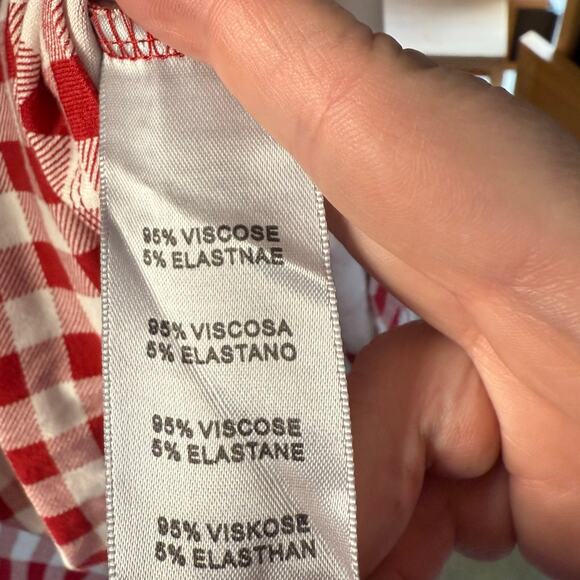 95% VISCOSE
5% ELASTNAE
95% VISCOSA
5% ELASTANO
95% VISCOSE
5% ELASTANE
95% VISKOSE
5% ELASTHAN